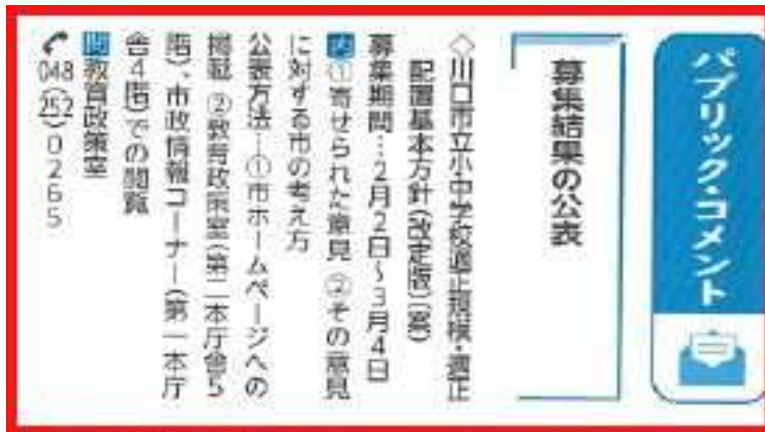 パブリック・コメント
募集結果の公表
◇川口市立小中学校適正規模・適正
配置基本方針(改定版)〔案〕
募集期間…2月2日~3月4日
内①寄せられた意見 ②その意見
に対する市の考え方
公表方法…①市ホームページへの
掲載 ②教育政策室(第二本庁舎5
階)、市政情報コーナー(第一本庁
舎4階)での閲覧
問教育政策室
048(252)0265